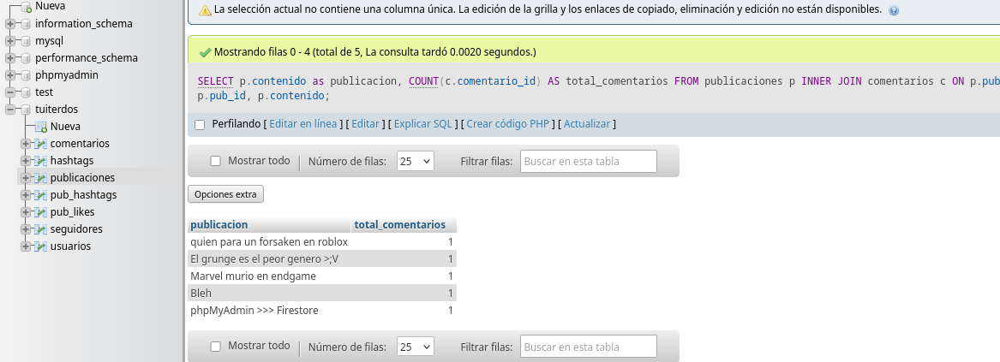 Nueva
information_schema
mysql
performance_schema
phpmyadmin
test
tuiterdos
Nueva
comentarios
hashtags
publicaciones
pub_hashtags
pub_likes
seguidores
usuarios
La selección actual no contiene una columna única. La edición de la grilla y los enlaces de copiado, eliminación y edición no están disponibles.
Mostrando filas 0 - 4 (total de 5, La consulta tardó 0.0020 segundos.)
SELECT p.contenido as publicacion, COUNT(c.comentario_id) AS total_comentarios FROM publicaciones p INNER JOIN comentarios c ON p.pub
p.pub_id, p.contenido;
Perfilando [ Editar en línea ] [ Editar ] [ Explicar SQL ] [ Crear código PHP ] [ Actualizar ]
Mostrar todo | Número de filas: 25 Filtrar filas: Buscar en esta tabla
Opciones extra
publicacion total_comentarios
quien para un forsaken en roblox 1
El grunge es el peor genero >;V 1
Marvel murio en endgame 1
Bleh 1
phpMyAdmin >>> Firestore 1
Mostrar todo | Número de filas: 25 Filtrar filas: Buscar en esta tabla